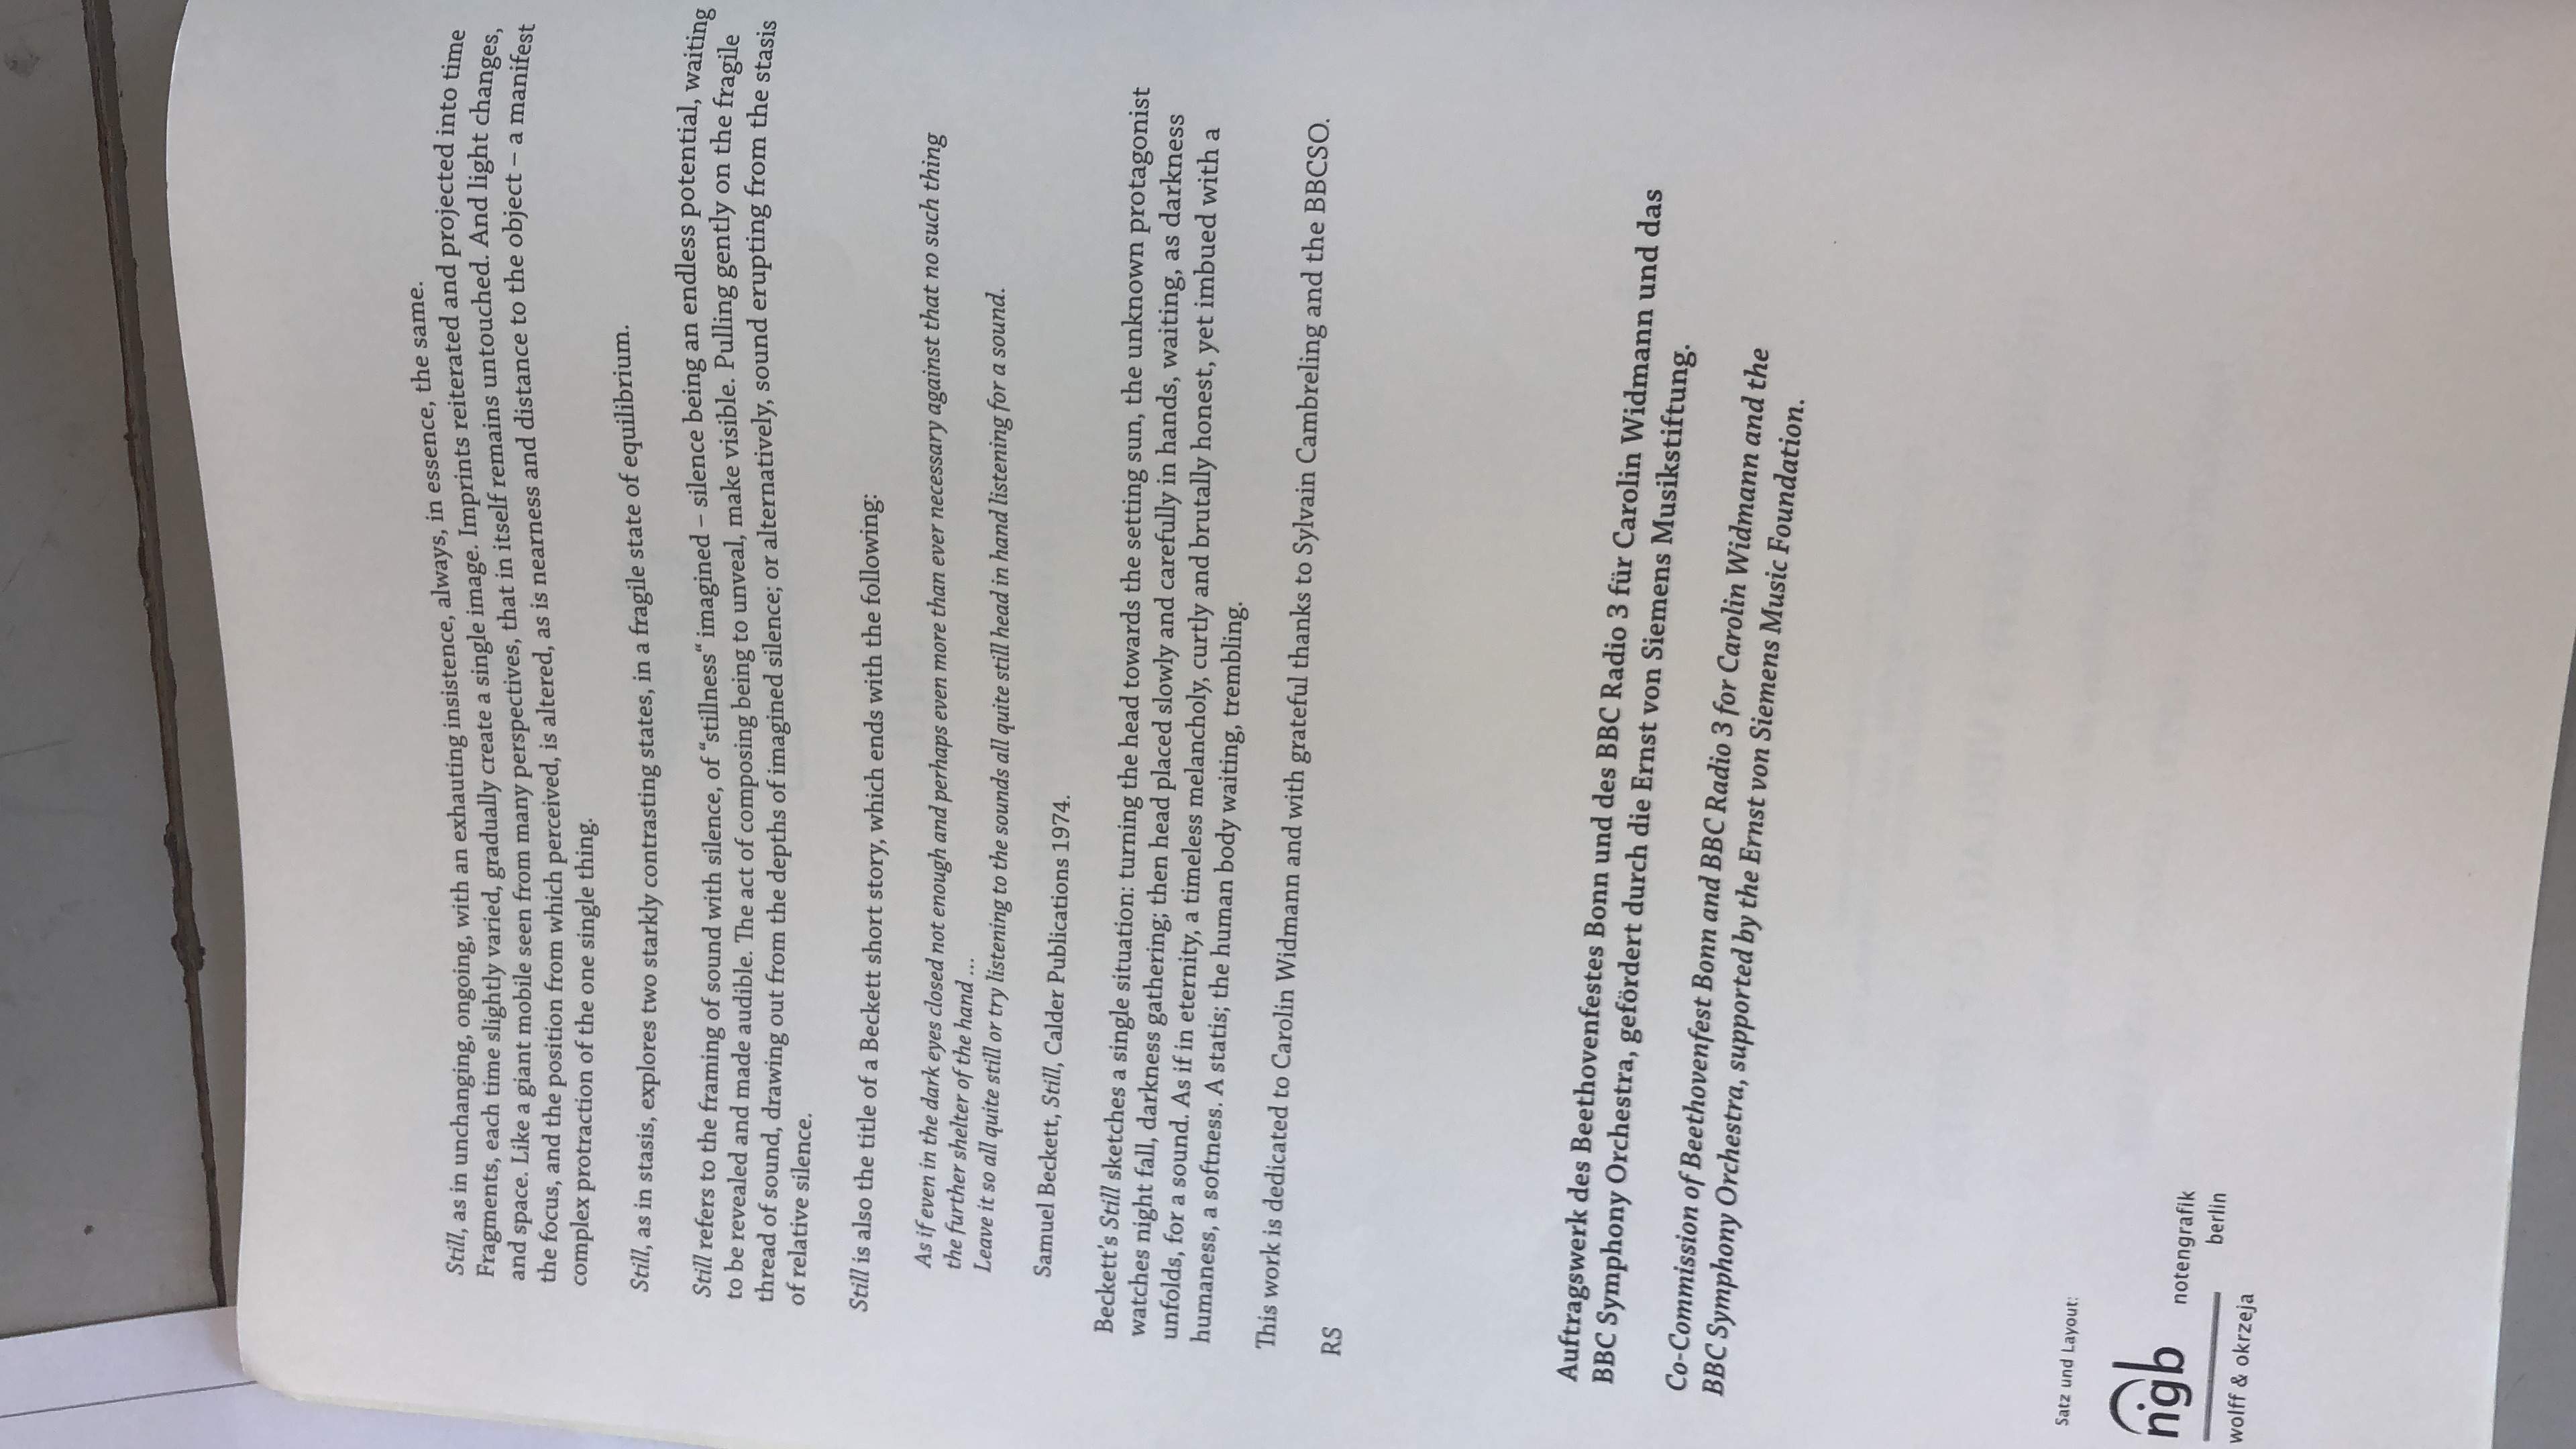 Still, as in unchanging, ongoing, with an exhauting insistence, always, in essence, the same.
Fragments, each time slightly varied, gradually create a single image. Imprints reiterated and projected into time
and space. Like a giant mobile seen from many perspectives, that in itself remains untouched. And light changes,
the focus, and the position from which perceived, is altered, as is nearness and distance to the object – a manifest
complex protraction of the one single thing.
Still, as in stasis, explores two starkly contrasting states, in a fragile state of equilibrium.
Still refers to the framing of sound with silence, of “stillness“ imagined – silence being an endless potential, waiting
to be revealed and made audible. The act of composing being to unveal, make visible. Pulling gently on the fragile
thread of sound, drawing out from the depths of imagined silence; or alternatively, sound erupting from the stasis
of relative silence.
Still is also the title of a Beckett short story, which ends with the following:
As if even in the dark eyes closed not enough and perhaps even more than ever necessary against that no such thing
the further shelter of the hand ...
Leave it so all quite still or try listening to the sounds all quite still head in hand listening for a sound.
Samuel Beckett, Still, Calder Publications 1974.
Beckett's Still sketches a single situation: turning the head towards the setting sun, the unknown protagonist
watches night fall, darkness gathering; then head placed slowly and carefully in hands, waiting, as darkness
unfolds, for a sound. As if in eternity, a timeless melancholy, curtly and brutally honest, yet imbued with a
humaness, a softness. A statis; the human body waiting, trembling.
This work is dedicated to Carolin Widmann and with grateful thanks to Sylvain Cambreling and the BBCSO.
RS
Auftragswerk des Beethovenfestes Bonn und des BBC Radio 3 für Carolin Widmann und das
BBC Symphony Orchestra, gefördert durch die Ernst von Siemens Musikstiftung.
Co-Commission of Beethovenfest Bonn and BBC Radio 3 for Carolin Widmann and the
BBC Symphony Orchestra, supported by the Ernst von Siemens Music Foundation.
Satz und Layout:
ngb notengrafik
berlin
wolff & okrzeja